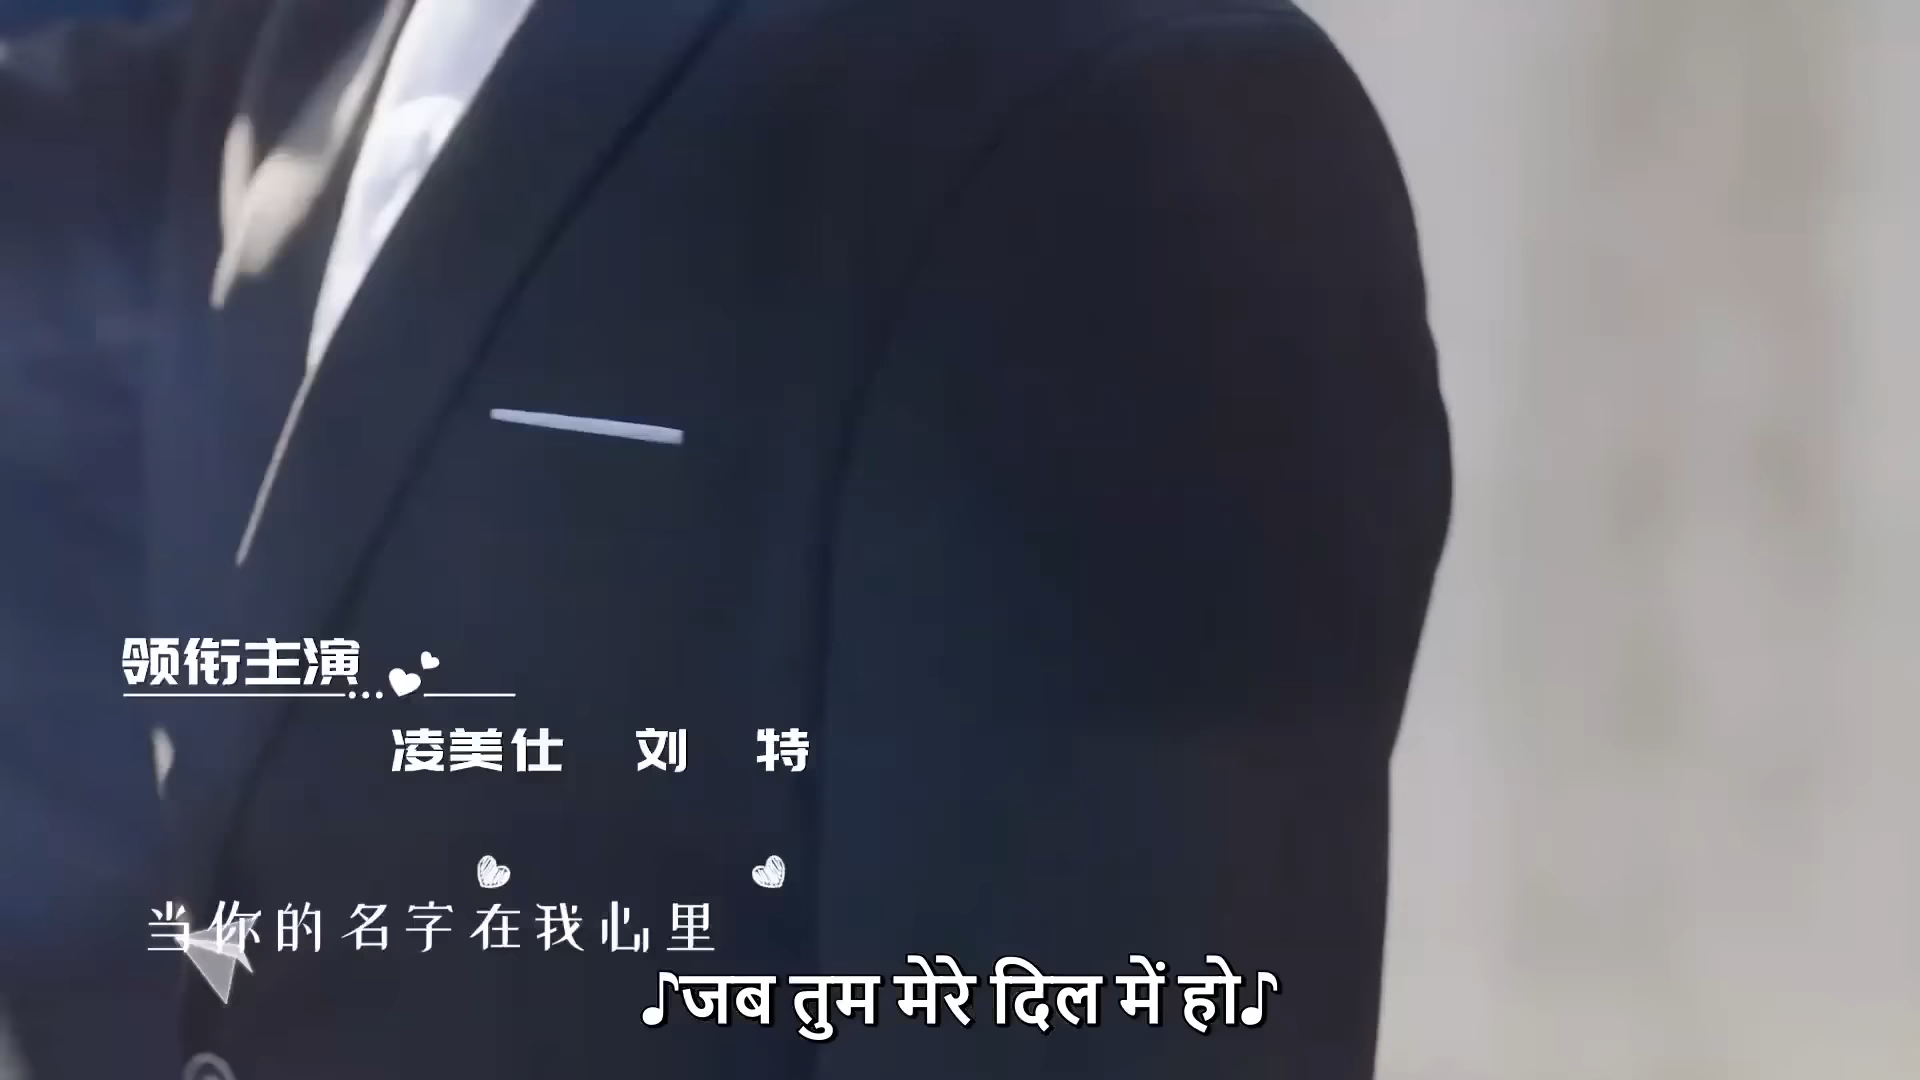 领衔主演
凌美仕 刘 特
当你的名字在我心里
♪जब तुम मेरे दिल में हो♪